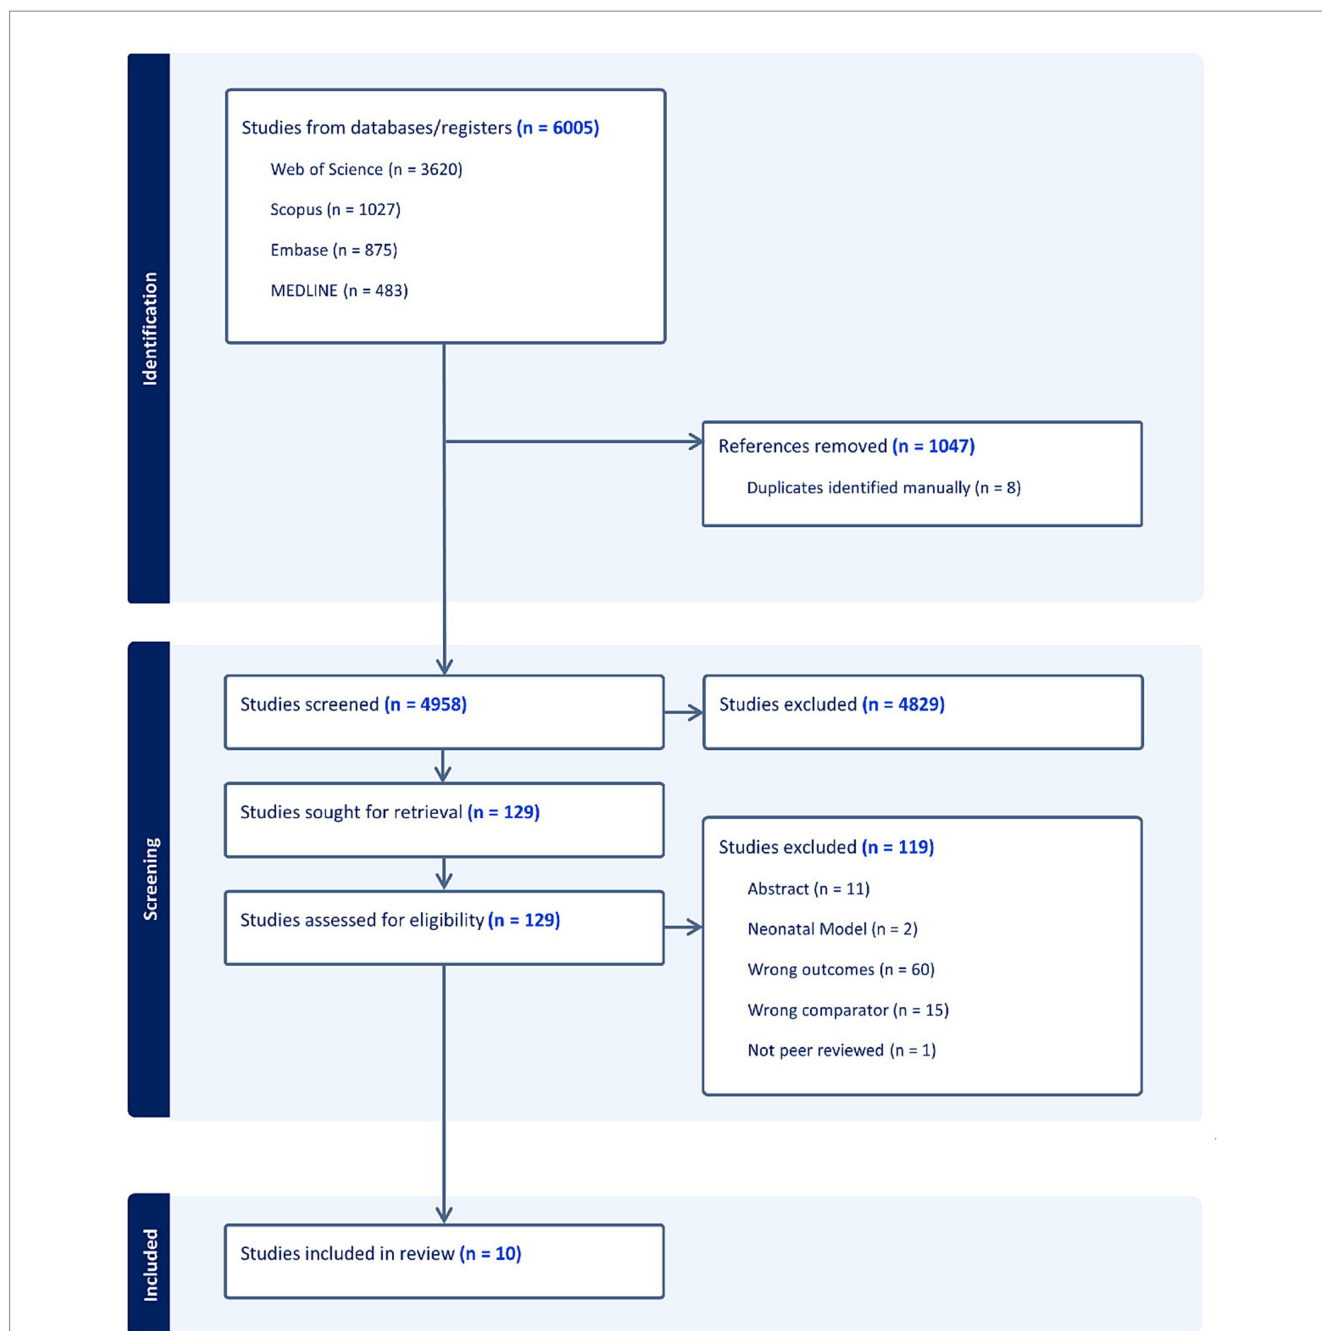 Identification
Studies from databases/registers (n = 6005)
Web of Science (n = 3620)
Scopus (n = 1027)
Embase (n = 875)
MEDLINE (n = 483)
References removed (n = 1047)
Duplicates identified manually (n = 8)
Screening
Studies screened (n = 4958)
Studies excluded (n = 4829)
Studies sought for retrieval (n = 129)
Studies assessed for eligibility (n = 129)
Studies excluded (n = 119)
Abstract (n = 11)
Neonatal Model (n = 2)
Wrong outcomes (n = 60)
Wrong comparator (n = 15)
Not peer reviewed (n = 1)
Included
Studies included in review (n = 10)